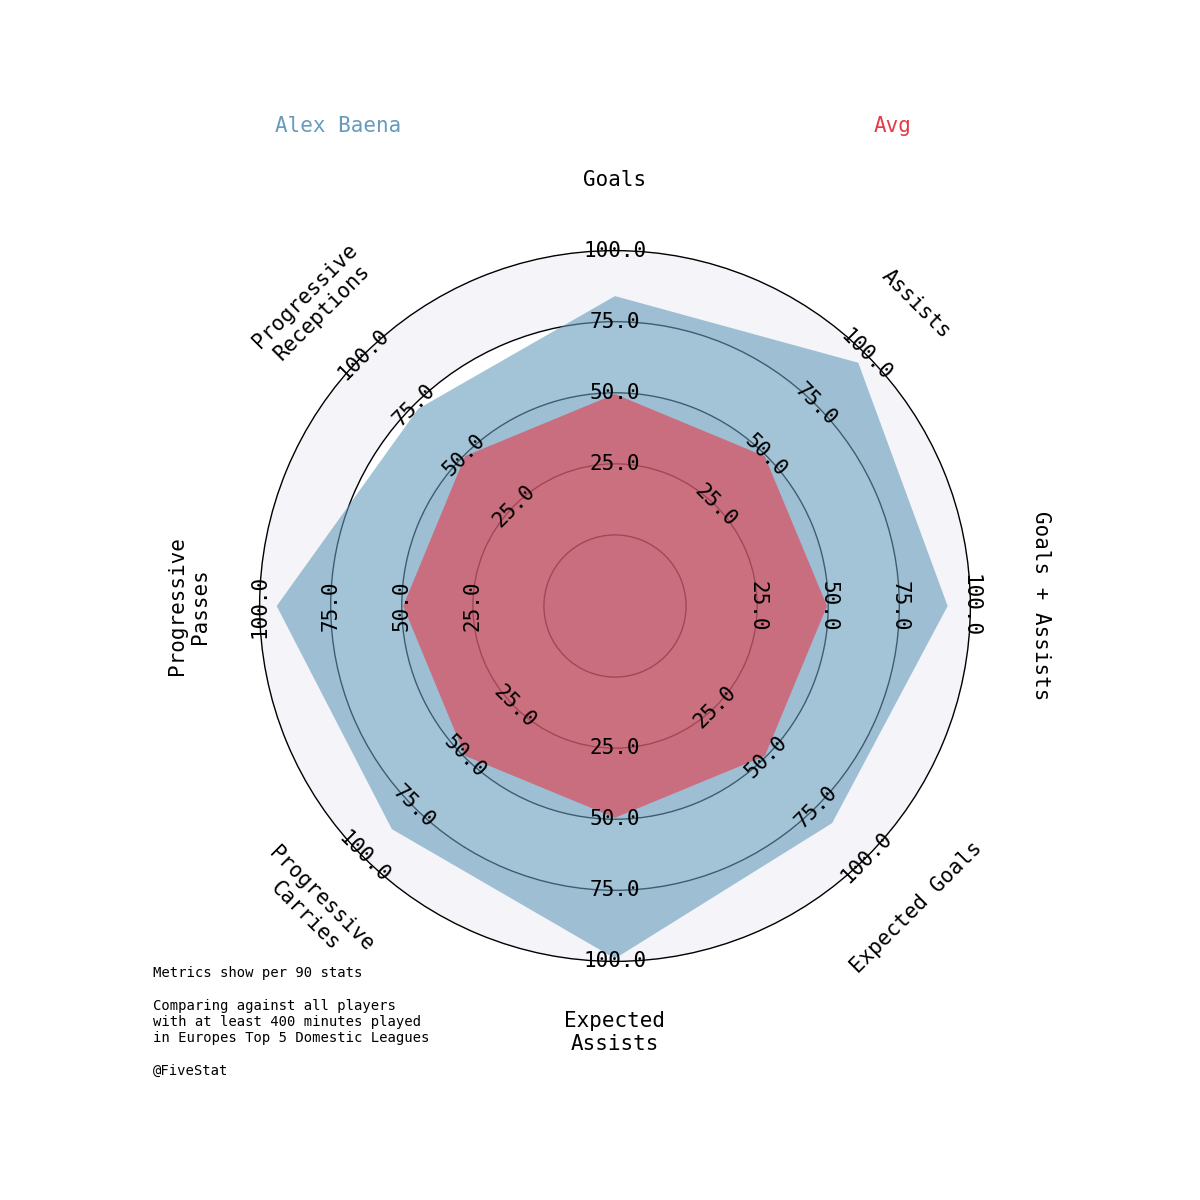 Alex Baena
Avg
Goals
Assists
Goals + Assists
Expected Goals
Expected
Assists
Progressive
Carries
Progressive
Passes
Progressive
Receptions
25.0
50.0
75.0
100.0
25.0
50.0
75.0
100.0
25.0
50.0
75.0
100.0
25.0
50.0
75.0
100.0
25.0
50.0
75.0
100.0
25.0
50.0
75.0
100.0
25.0
50.0
75.0
100.0
25.0
50.0
75.0
100.0
Metrics show per 90 stats
Comparing against all players
with at least 400 minutes played
in Europes Top 5 Domestic Leagues
@FiveStat